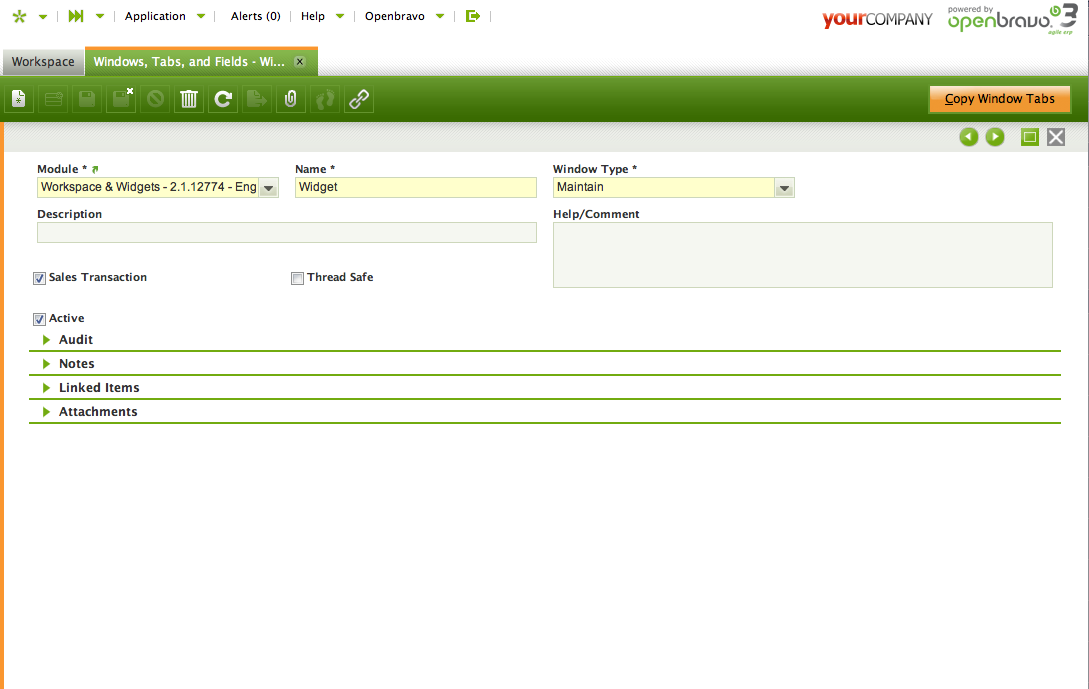 Application Alerts (0) Help Openbravo
yourCOMPANY
powered by
openbravo 3
agile erp
Workspace Windows, Tabs, and Fields - Wi...
Copy Window Tabs
Module * Name * Window Type *
Workspace & Widgets - 2.1.12774 - Eng Widget Maintain
Description Help/Comment
Sales Transaction Thread Safe
Active
Audit
Notes
Linked Items
Attachments